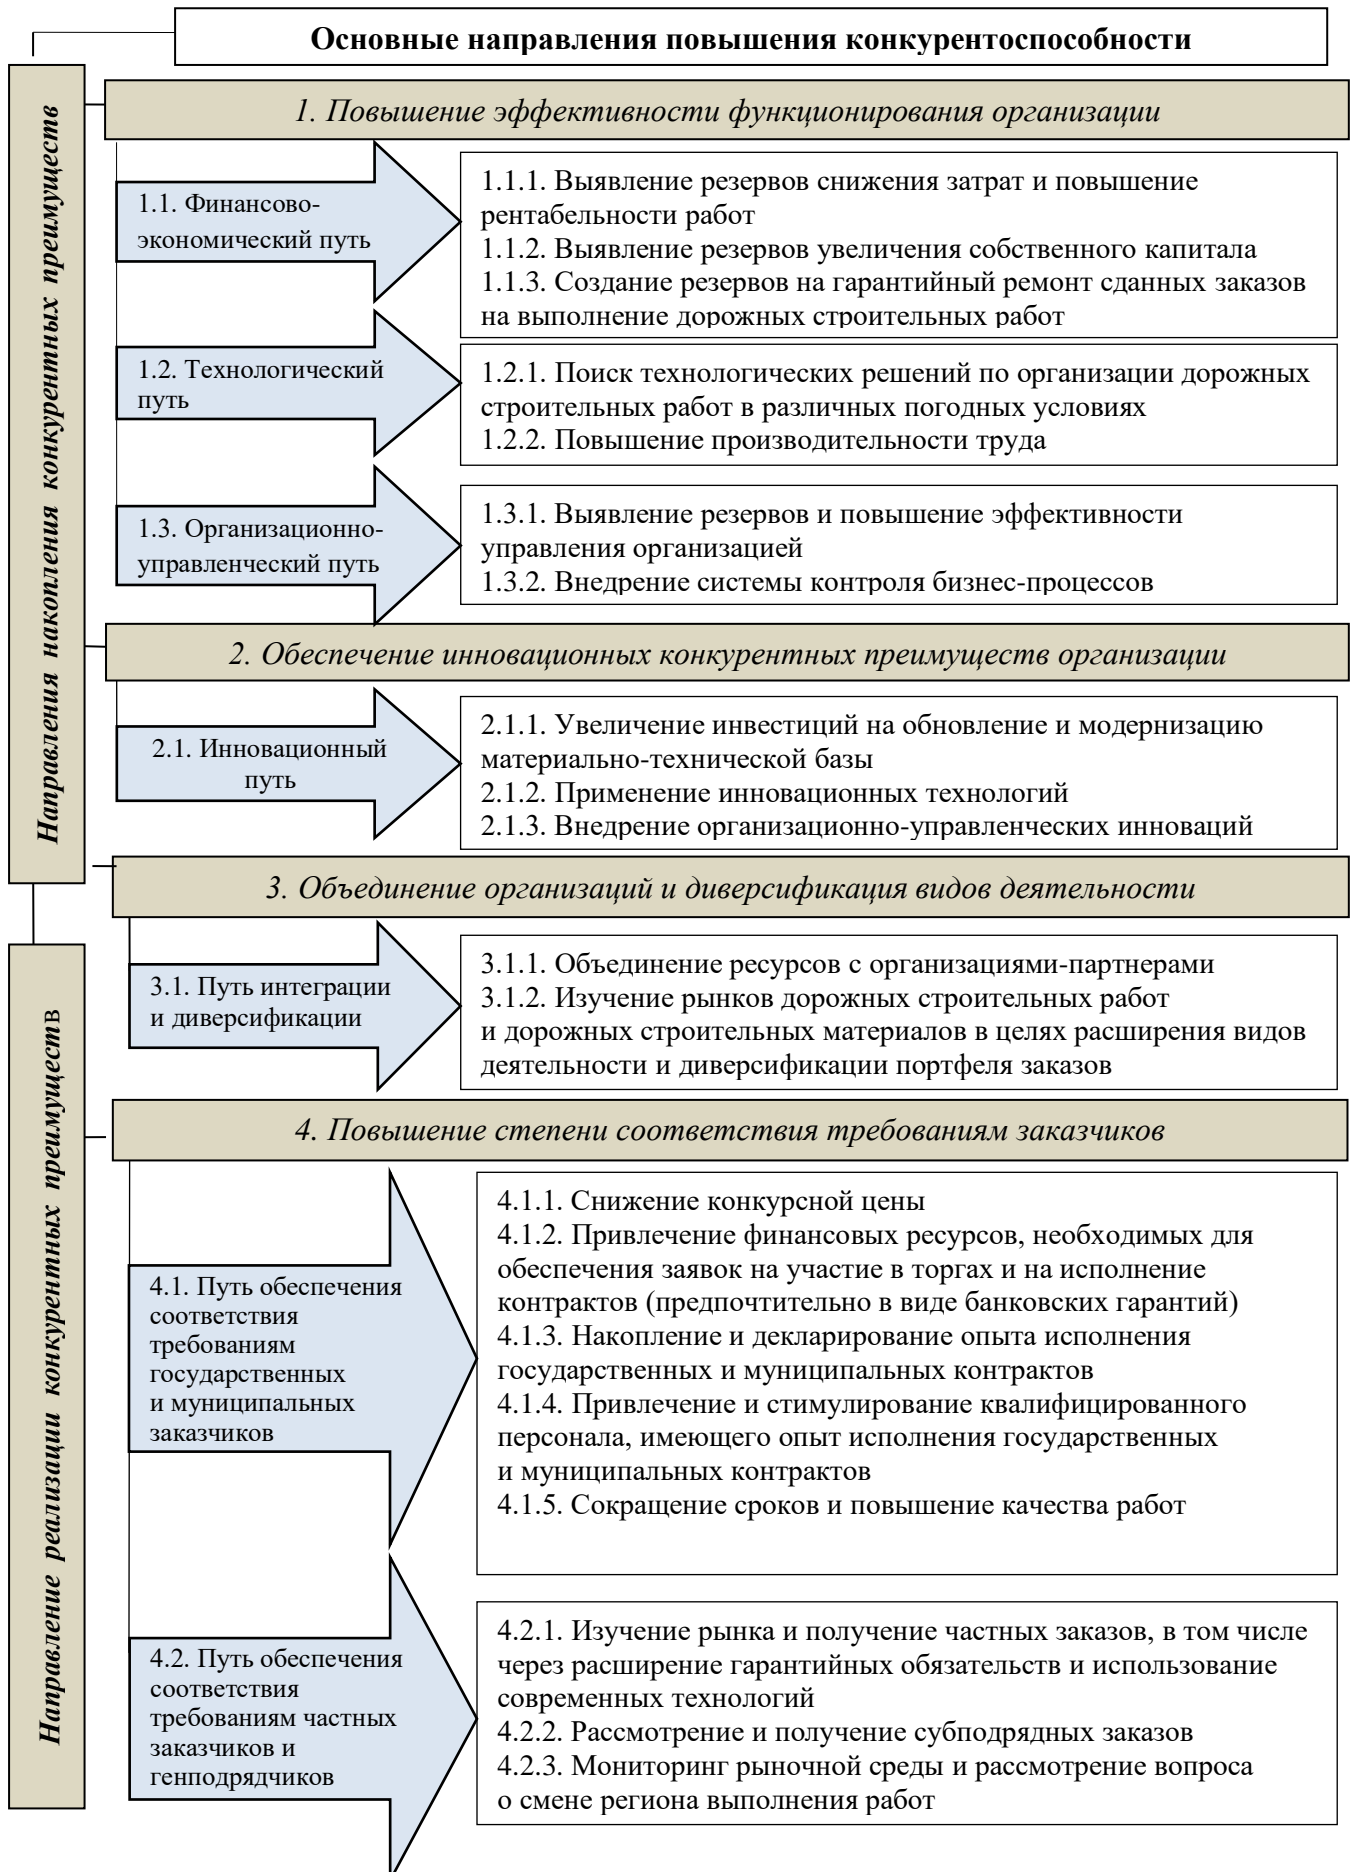 Основные направления повышения конкурентоспособности
Направления накопления конкурентных преимуществ
1. Повышение эффективности функционирования организации
1.1. Финансово-
экономический путь
1.1.1. Выявление резервов снижения затрат и повышение
рентабельности работ
1.1.2. Выявление резервов увеличения собственного капитала
1.1.3. Создание резервов на гарантийный ремонт сданных заказов
на выполнение дорожных строительных работ
1.2. Технологический
путь
1.2.1. Поиск технологических решений по организации дорожных
строительных работ в различных погодных условиях
1.2.2. Повышение производительности труда
1.3. Организационно-
управленческий путь
1.3.1. Выявление резервов и повышение эффективности
управления организацией
1.3.2. Внедрение системы контроля бизнес-процессов
2. Обеспечение инновационных конкурентных преимуществ организации
2.1. Инновационный
путь
2.1.1. Увеличение инвестиций на обновление и модернизацию
материально-технической базы
2.1.2. Применение инновационных технологий
2.1.3. Внедрение организационно-управленческих инноваций
3. Объединение организаций и диверсификация видов деятельности
Направление реализации конкурентных преимуществ
3.1. Путь интеграции
и диверсификации
3.1.1. Объединение ресурсов с организациями-партнерами
3.1.2. Изучение рынков дорожных строительных работ
и дорожных строительных материалов в целях расширения видов
деятельности и диверсификации портфеля заказов
4. Повышение степени соответствия требованиям заказчиков
4.1. Путь обеспечения
соответствия
требованиям
государственных
и муниципальных
заказчиков
4.1.1. Снижение конкурсной цены
4.1.2. Привлечение финансовых ресурсов, необходимых для
обеспечения заявок на участие в торгах и на исполнение
контрактов (предпочтительно в виде банковских гарантий)
4.1.3. Накопление и декларирование опыта исполнения
государственных и муниципальных контрактов
4.1.4. Привлечение и стимулирование квалифицированного
персонала, имеющего опыт исполнения государственных
и муниципальных контрактов
4.1.5. Сокращение сроков и повышение качества работ
4.2. Путь обеспечения
соответствия
требованиям частных
заказчиков и
генподрядчиков
4.2.1. Изучение рынка и получение частных заказов, в том числе
через расширение гарантийных обязательств и использование
современных технологий
4.2.2. Рассмотрение и получение субподрядных заказов
4.2.3. Мониторинг рыночной среды и рассмотрение вопроса
о смене региона выполнения работ